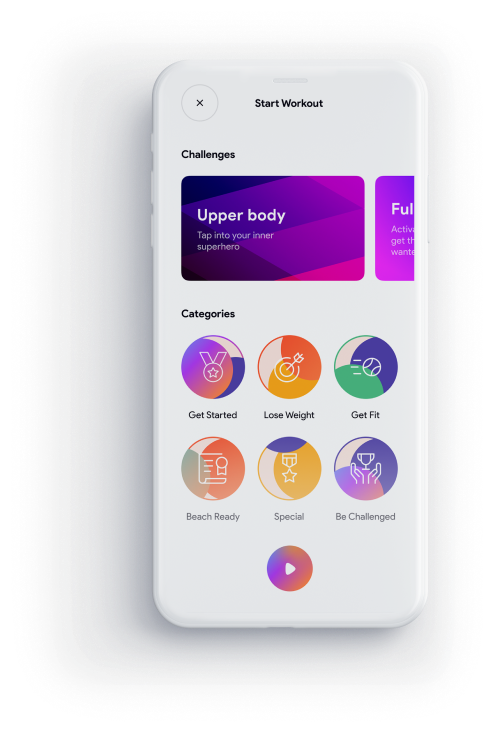 Start Workout
Challenges
Upper body
Tap into your inner
superhero
Ful
Activa
get th
wante
Categories
Get Started
Lose Weight
Get Fit
Beach Ready
Special
Be Challenged